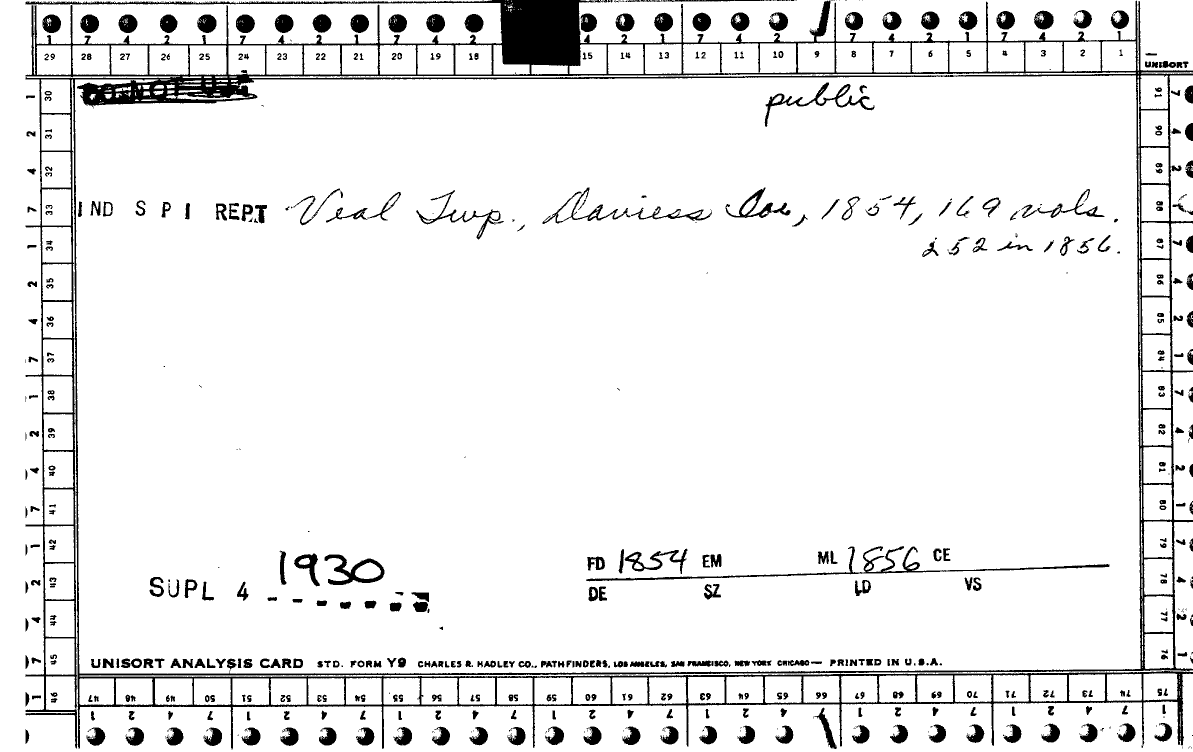 1 7 4 2 1 7 4 2 1 7 4 2 4 2 1 7 4 2 1 7 4 2 1 7 4 2 1
29 28 27 26 25 24 23 22 21 20 19 18 15 14 13 12 11 10 9 8 7 6 5 4 3 2 1
UNISORT
public
IND S P I REPT Veal Twp., Daviess Co., 1854, 169 vols.
252 in 1856.
30 31 32 33 34 35 36 37 38 39 40 41 42 43 44 45 46
91 90 89 88 87 86 85 84 83 82 81 80 79 78 77 76 75
FD 1854 EM ML 1856 CE
SUPL 4 1930
DE SZ LD VS
UNISORT ANALYSIS CARD STD. FORM Y9 CHARLES R. HADLEY CO., PATHFINDERS, LOS ANGELES, SAN FRANCISCO, NEW YORK CHICAGO — PRINTED IN U.S.A.
47 48 49 50 51 52 53 54 55 56 57 58 59 60 61 62 63 64 65 66 67 68 69 70 71 72 73 74